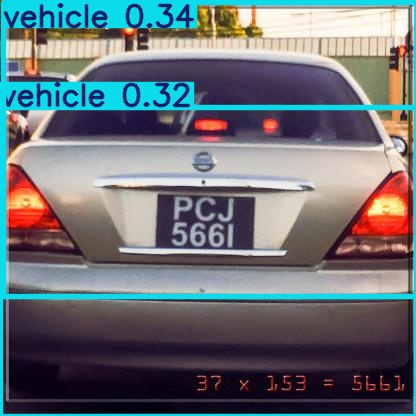 vehicle 0.34
vehicle 0.32
PCJ
5661
37 x 153 = 5661